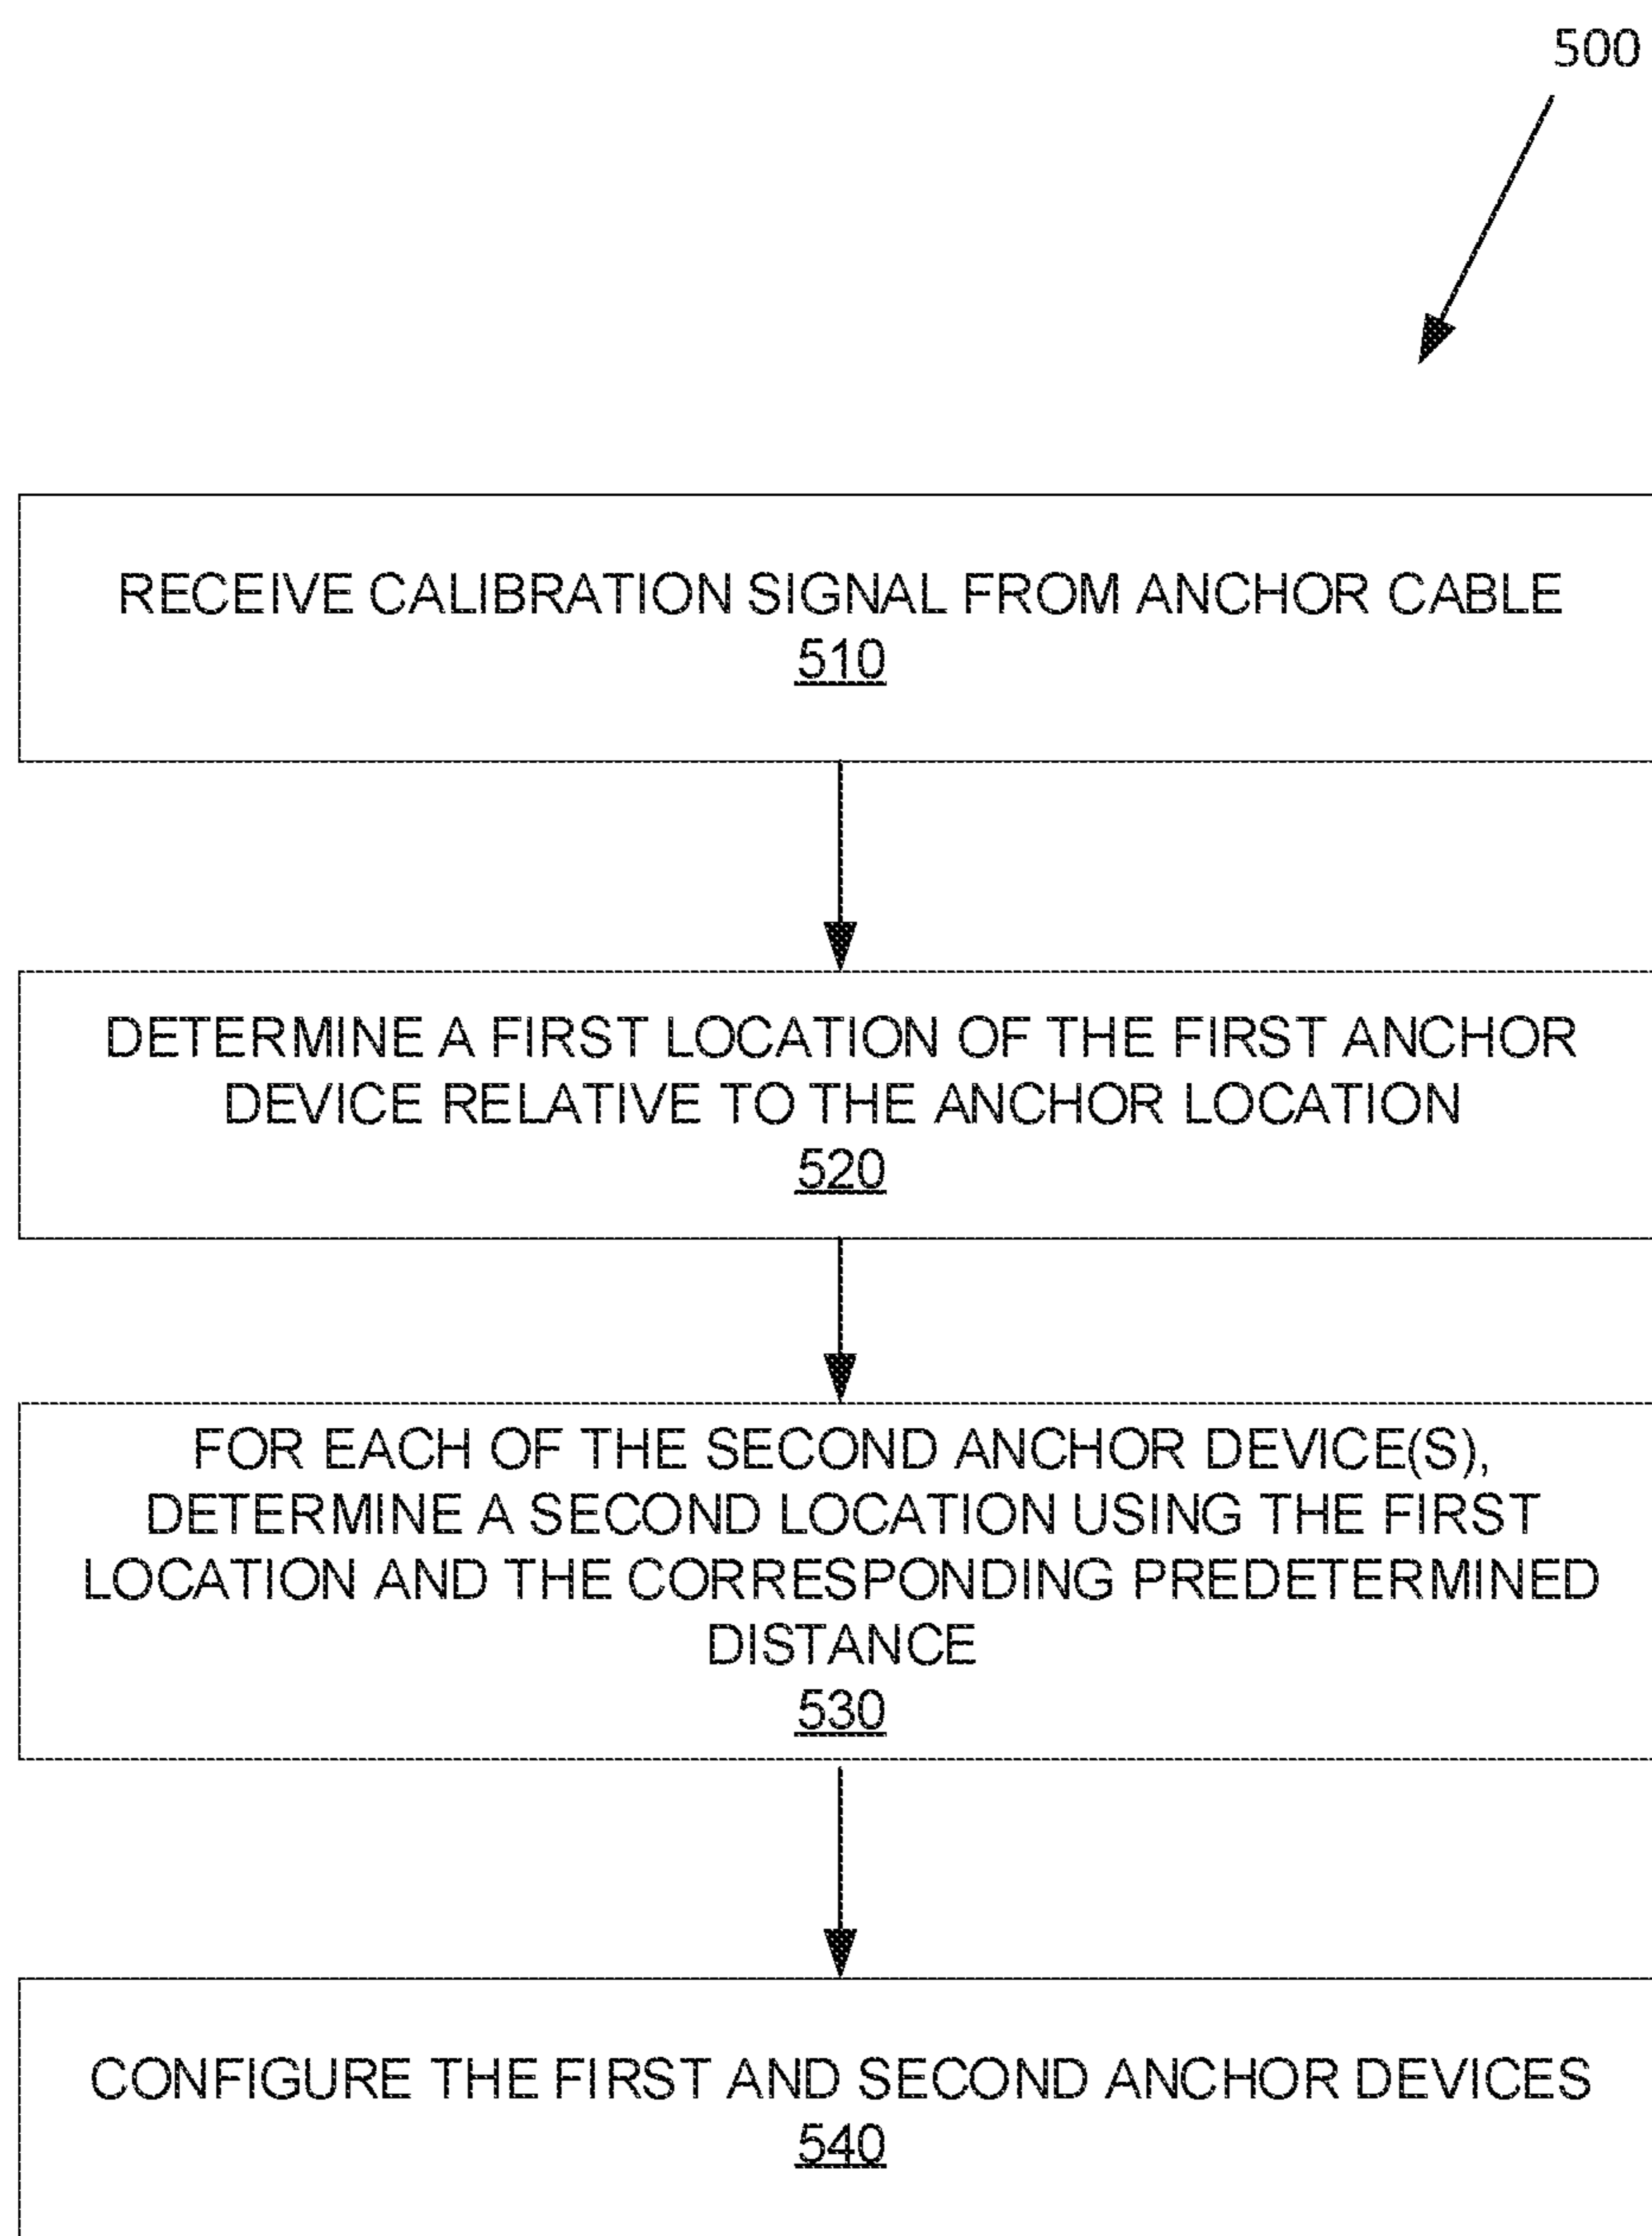 500
RECEIVE CALIBRATION SIGNAL FROM ANCHOR CABLE
510
DETERMINE A FIRST LOCATION OF THE FIRST ANCHOR
DEVICE RELATIVE TO THE ANCHOR LOCATION
520
FOR EACH OF THE SECOND ANCHOR DEVICE(S),
DETERMINE A SECOND LOCATION USING THE FIRST
LOCATION AND THE CORRESPONDING PREDETERMINED
DISTANCE
530
CONFIGURE THE FIRST AND SECOND ANCHOR DEVICES
540